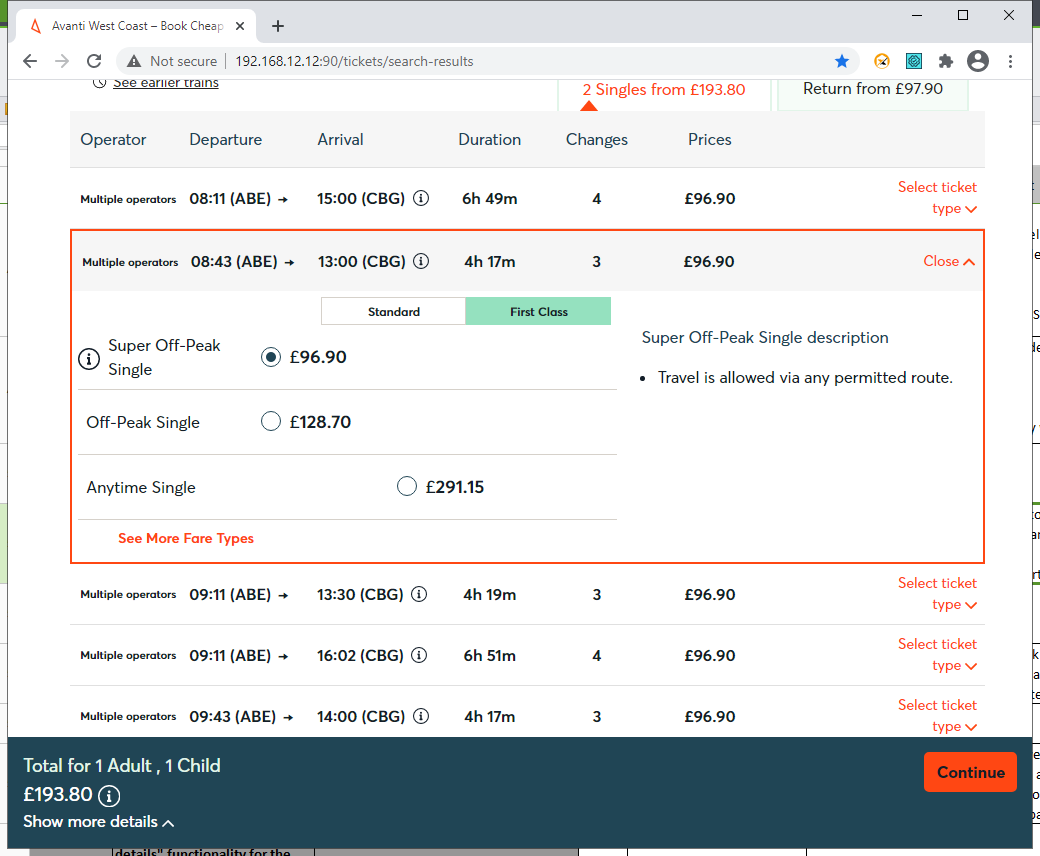 Avanti West Coast – Book Cheap
Not secure 192.168.12.12:90/tickets/search-results
See earlier trains
2 Singles from £193.80
Return from £97.90
Operator Departure Arrival Duration Changes Prices
Multiple operators 08:11 (ABE) → 15:00 (CBG) 6h 49m 4 £96.90 Select ticket
type
Multiple operators 08:43 (ABE) → 13:00 (CBG) 4h 17m 3 £96.90 Close
Standard First Class
Super Off-Peak
Single £96.90
Off-Peak Single £128.70
Anytime Single £291.15
See More Fare Types
Super Off-Peak Single description
• Travel is allowed via any permitted route.
Multiple operators 09:11 (ABE) → 13:30 (CBG) 4h 19m 3 £96.90 Select ticket
type
Multiple operators 09:11 (ABE) → 16:02 (CBG) 6h 51m 4 £96.90 Select ticket
type
Multiple operators 09:43 (ABE) → 14:00 (CBG) 4h 17m 3 £96.90 Select ticket
type
Total for 1 Adult , 1 Child
£193.80
Show more details
Continue
details" functionality for the